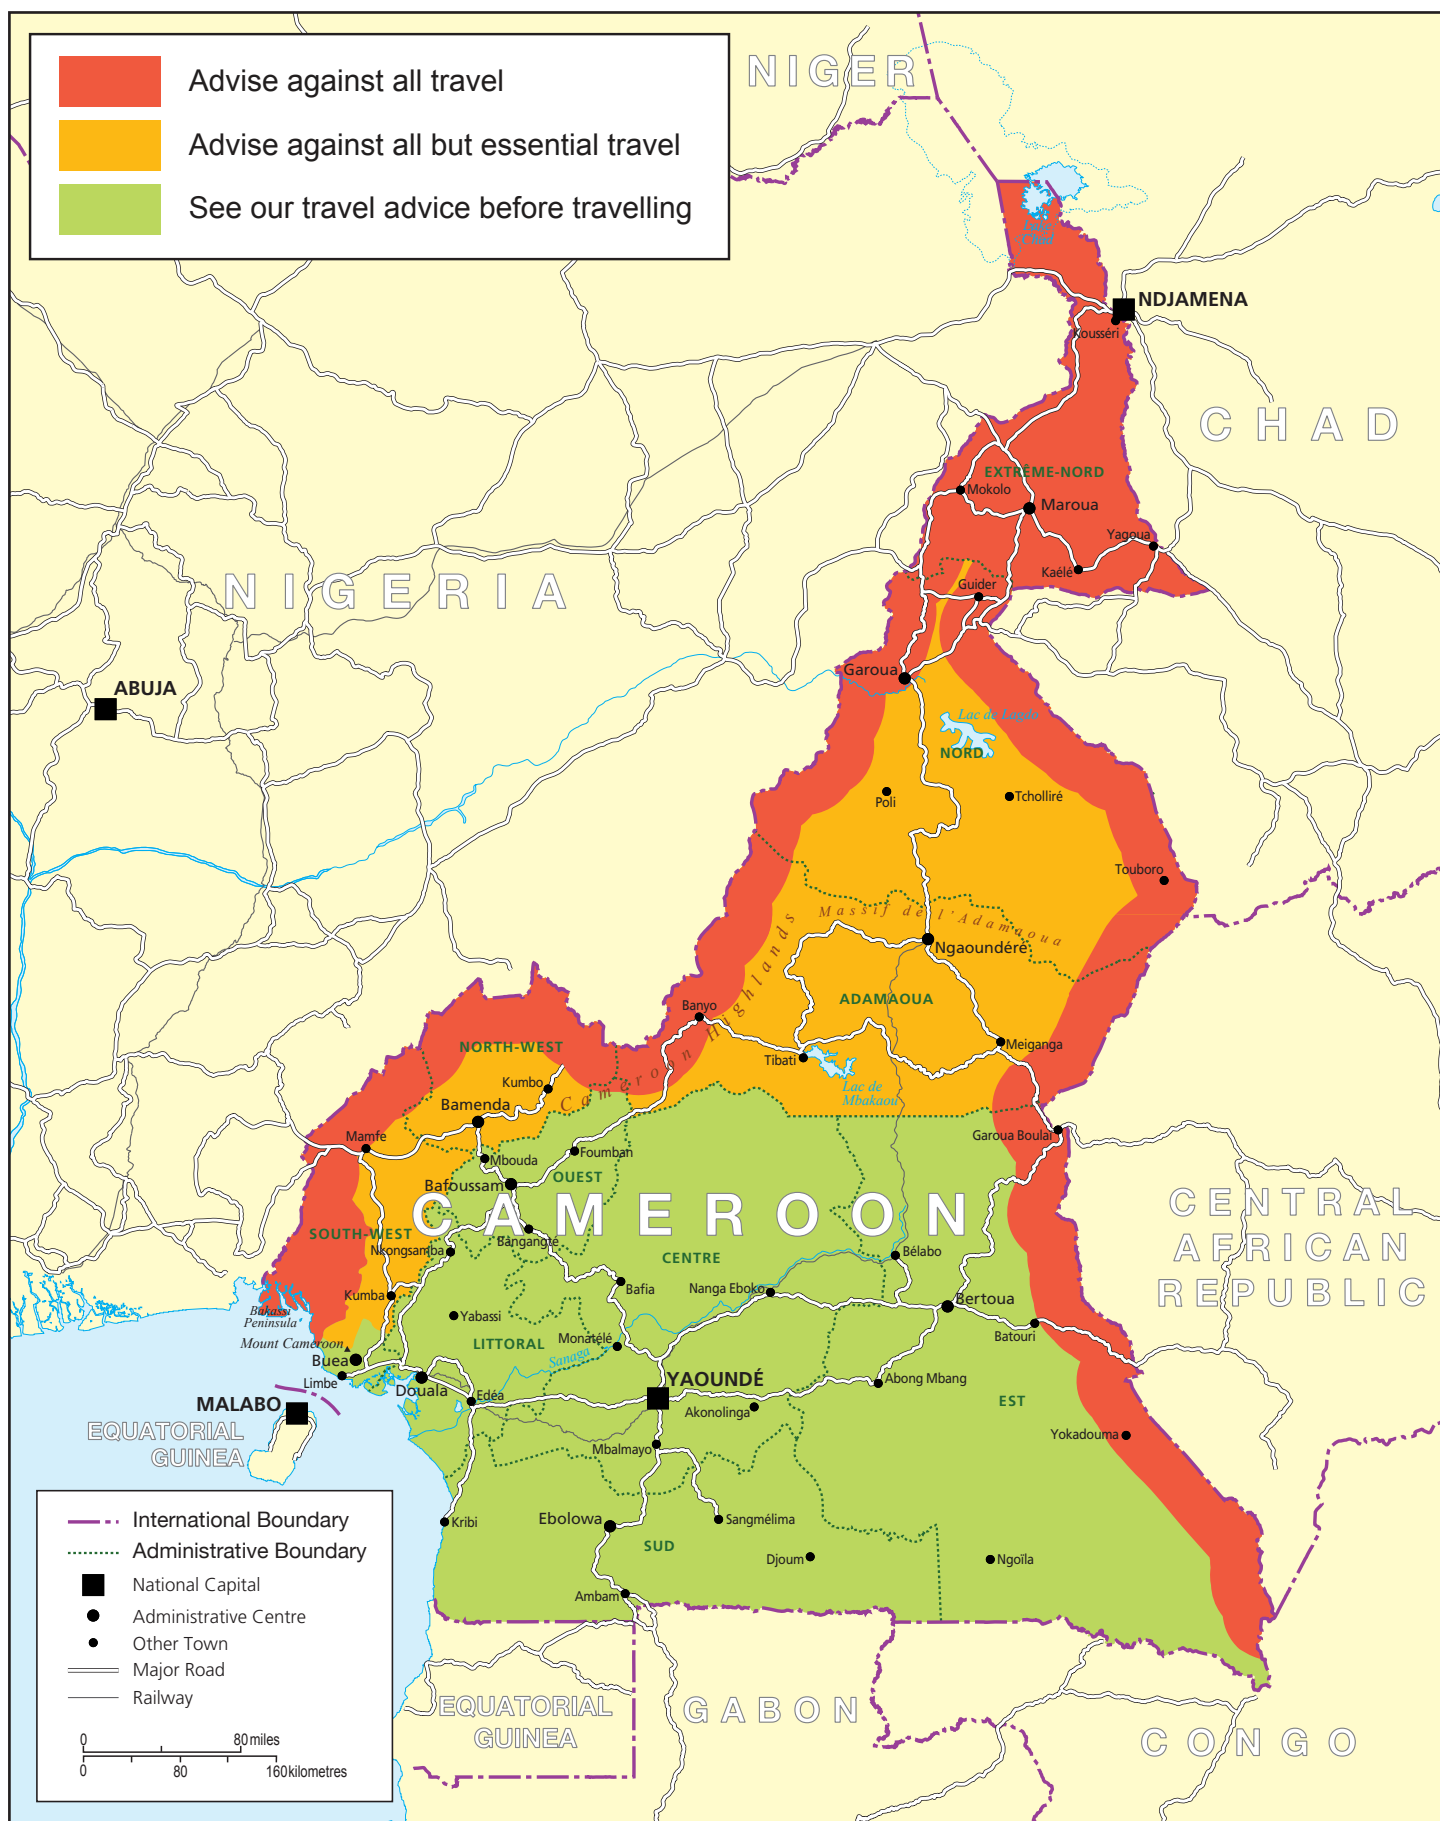 Advise against all travel
Advise against all but essential travel
See our travel advice before travelling
NIGER
Lake
Chad
NDJAMENA
Kousséri
CHAD
EXTRÊME-NORD
Mokolo
Maroua
Yagoua
Kaélé
Guider
NIGERIA
Garoua
ABUJA
Lac de Lagdo
NORD
Poli
Tcholliré
Touboro
Massif de l'Adamaoua
Ngaoundéré
ADAMAOUA
Banyo
Cameroon Highlands
Meiganga
Tibati
NORTH-WEST
Kumbo
Lac de
Mbakaou
Bamenda
Mamfe
Garoua Boulai
Mbouda
Foumban
OUEST
Bafoussam
CAMEROON
CENTRAL
AFRICAN
REPUBLIC
SOUTH-WEST
Bangangté
Nkongsamba
CENTRE
Bélabo
Bafia
Nanga Eboko
Kumba
Bertoua
Bakassi
Peninsula
Yabassi
Batouri
Mount Cameroon
LITTORAL
Monatélé
Sanaga
Buea
Limbe
Douala
Edéa
YAOUNDÉ
Abong Mbang
MALABO
Akonolinga
EST
EQUATORIAL
GUINEA
Mbalmayo
Yokadouma
Kribi
Ebolowa
Sangmélima
SUD
Djoum
Ngoïla
Ambam
International Boundary
Administrative Boundary
National Capital
Administrative Centre
Other Town
Major Road
Railway
0 80 miles
0 80 160 kilometres
EQUATORIAL
GUINEA
GABON
CONGO